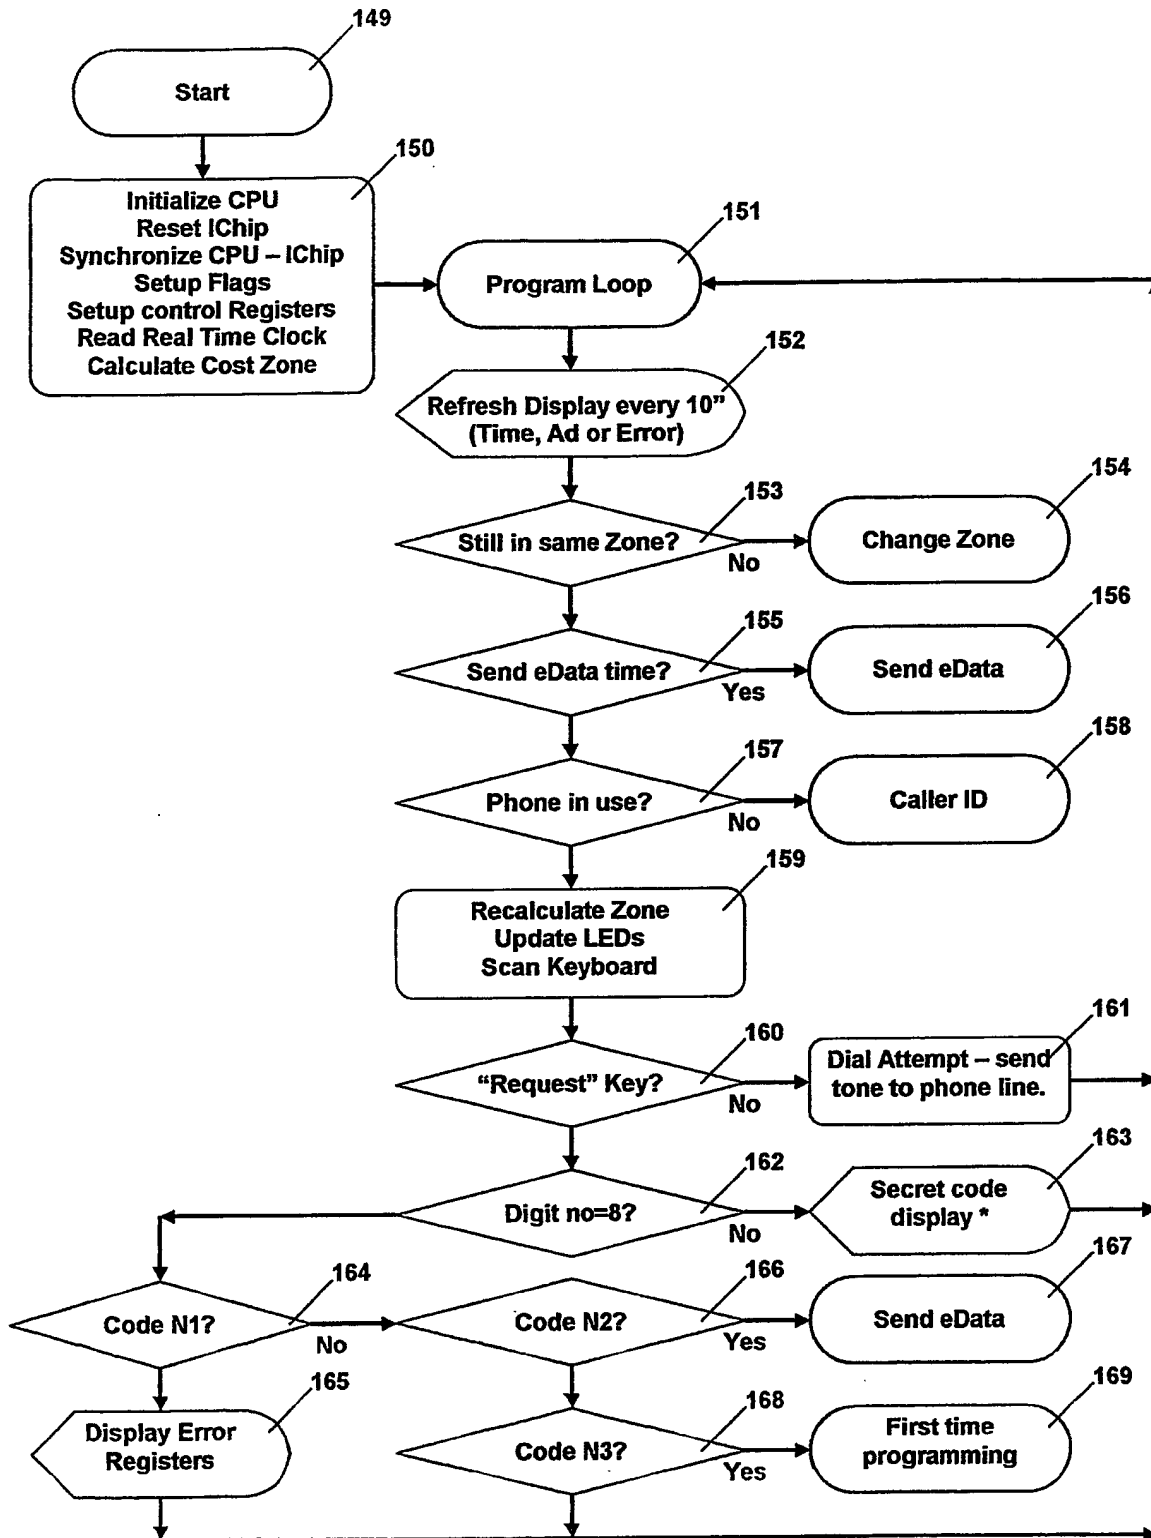 149
Start
150
Initialize CPU
Reset IChip
Synchronize CPU – IChip
Setup Flags
Setup control Registers
Read Real Time Clock
Calculate Cost Zone
151
Program Loop
152
Refresh Display every 10”
(Time, Ad or Error)
153
Still in same Zone?
No
154
Change Zone
155
Send eData time?
Yes
156
Send eData
157
Phone in use?
No
158
Caller ID
159
Recalculate Zone
Update LEDs
Scan Keyboard
160
“Request” Key?
No
161
Dial Attempt – send
tone to phone line.
162
Digit no=8?
No
163
Secret code
display *
164
Code N1?
No
165
Display Error
Registers
166
Code N2?
Yes
167
Send eData
168
Code N3?
Yes
169
First time
programming